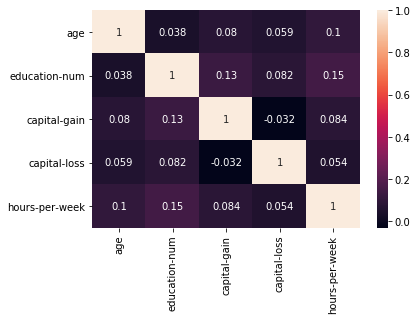 age 1 0.038 0.08 0.059 0.1
education-num 0.038 1 0.13 0.082 0.15
capital-gain 0.08 0.13 1 -0.032 0.084
capital-loss 0.059 0.082 -0.032 1 0.054
hours-per-week 0.1 0.15 0.084 0.054 1
age
education-num
capital-gain
capital-loss
hours-per-week
1.0
0.8
0.6
0.4
0.2
0.0